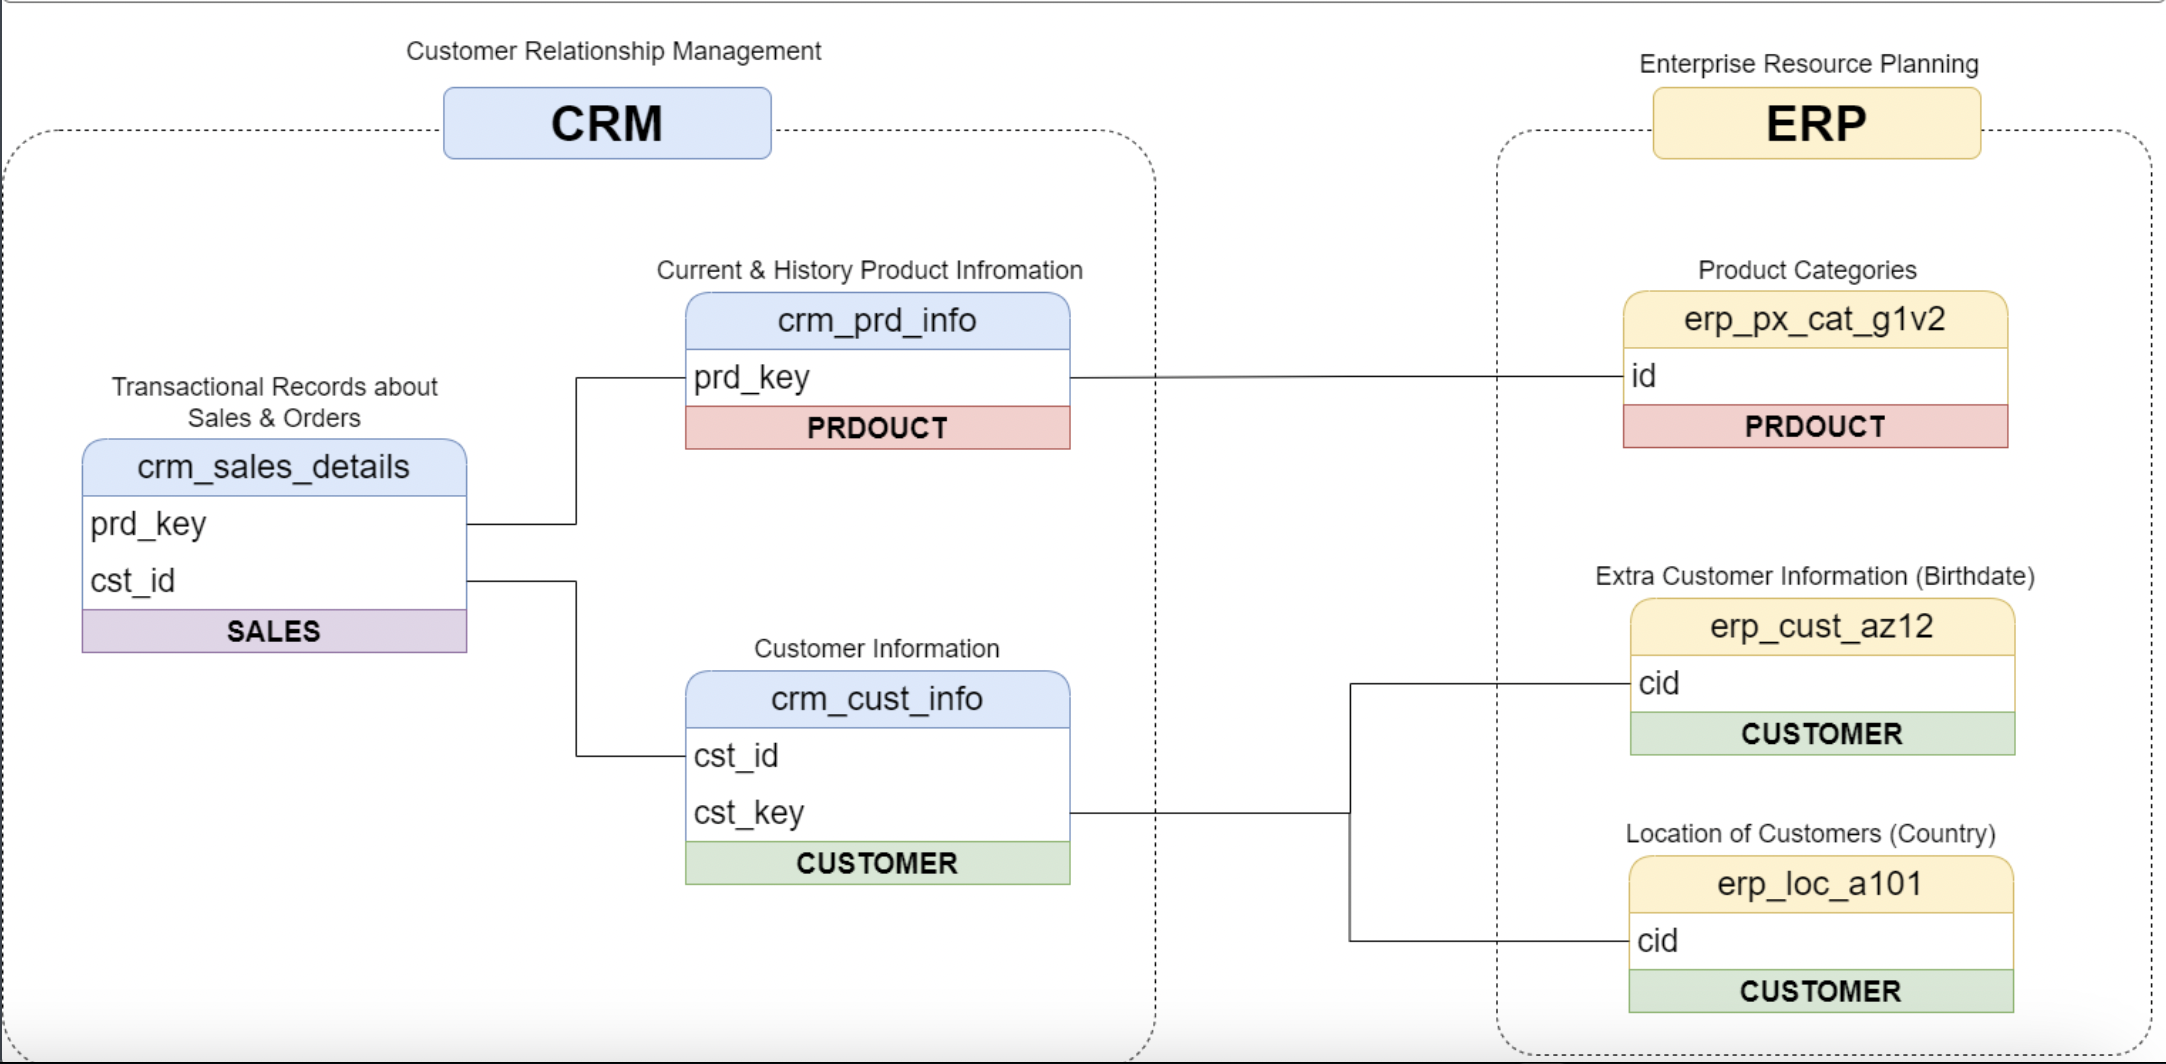 Customer Relationship Management
CRM
Enterprise Resource Planning
ERP
Current & History Product Infromation
crm_prd_info
prd_key
PRDOUCT
Product Categories
erp_px_cat_g1v2
id
PRDOUCT
Transactional Records about
Sales & Orders
crm_sales_details
prd_key
cst_id
SALES
Customer Information
crm_cust_info
cst_id
cst_key
CUSTOMER
Extra Customer Information (Birthdate)
erp_cust_az12
cid
CUSTOMER
Location of Customers (Country)
erp_loc_a101
cid
CUSTOMER